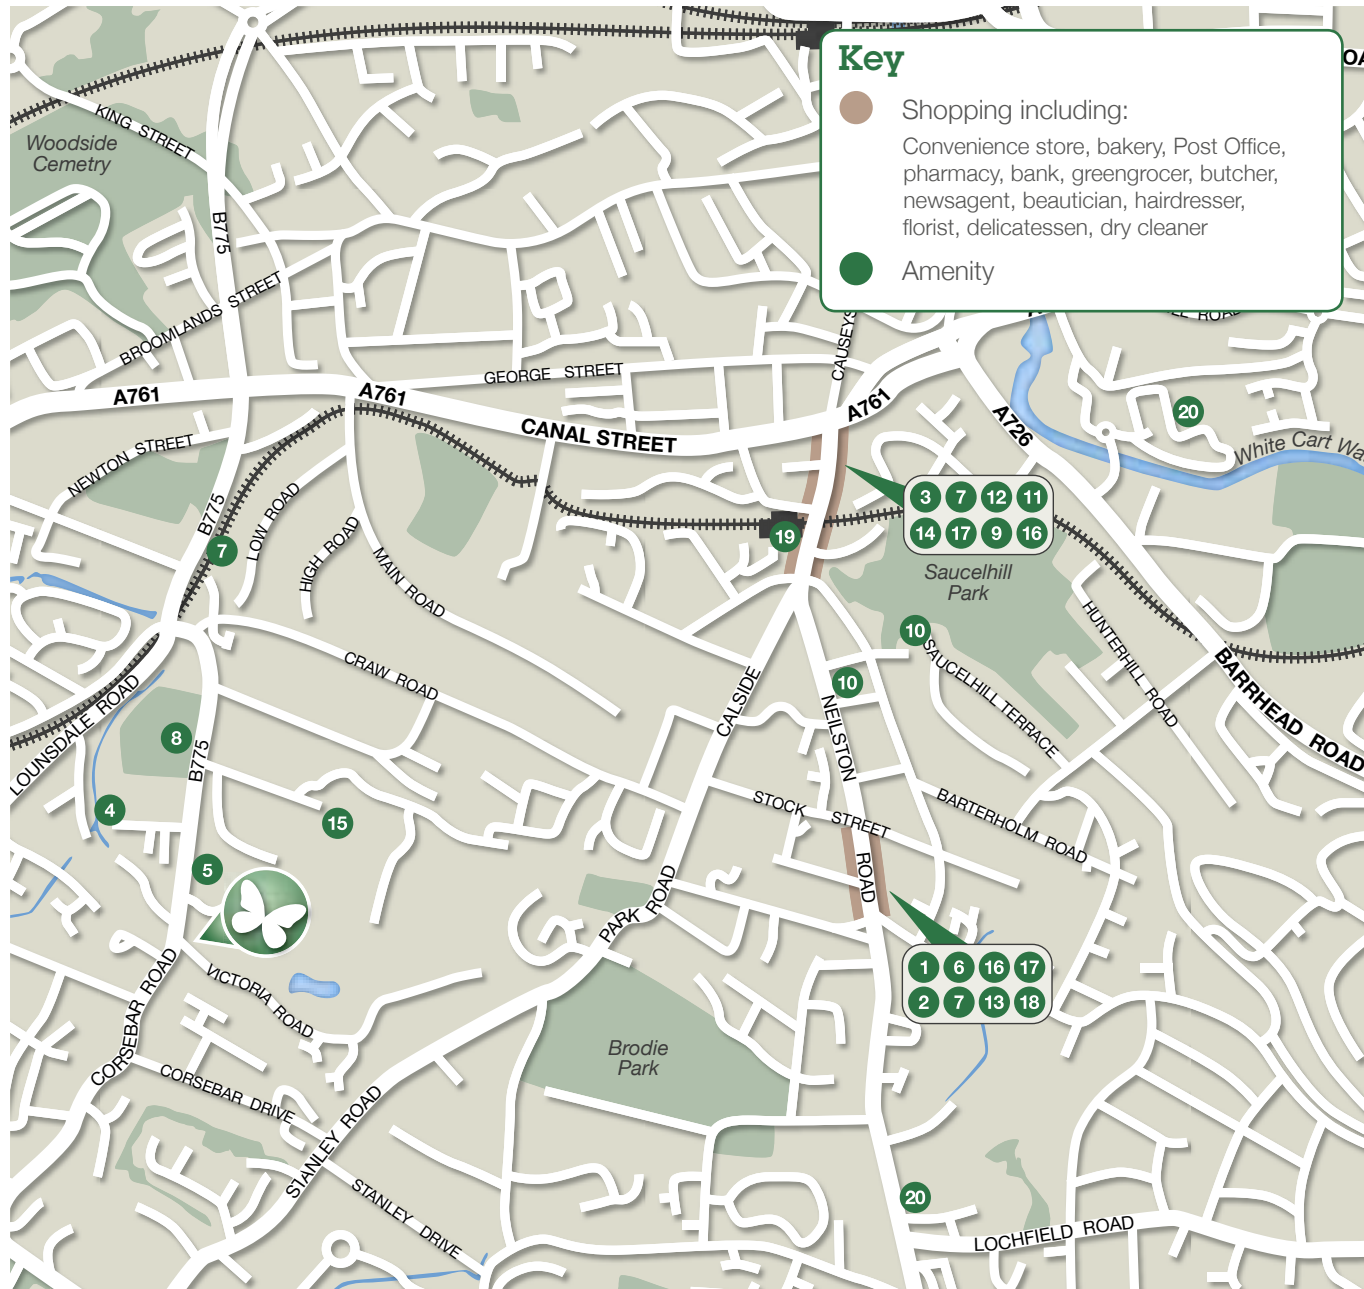 Key
Shopping including:
Convenience store, bakery, Post Office,
pharmacy, bank, greengrocer, butcher,
newsagent, beautician, hairdresser,
florist, delicatessen, dry cleaner
Amenity
KING STREET
Woodside
Cemetry
B775
BROOMLANDS STREET
A761
A761
GEORGE STREET
CANAL STREET
CAUSEYS
A761
A726
20
White Cart Wa
NEWTON STREET
B775
7
LOW ROAD
HIGH ROAD
MAIN ROAD
19
3 7 12 11
14 17 9 16
Saucelhill
Park
10
SAUCELHILL TERRACE
HUNTERHILL ROAD
BARRHEAD ROAD
CRAW ROAD
CALSIDE
10
NEILSTON
ROAD
LOUNSDALE ROAD
8
B775
4
15
5
STOCK STREET
BARTERHOLM ROAD
PARK ROAD
1 6 16 17
2 7 13 18
VICTORIA ROAD
CORSEBAR ROAD
CORSEBAR DRIVE
Brodie
Park
STANLEY ROAD
STANLEY DRIVE
20
LOCHFIELD ROAD